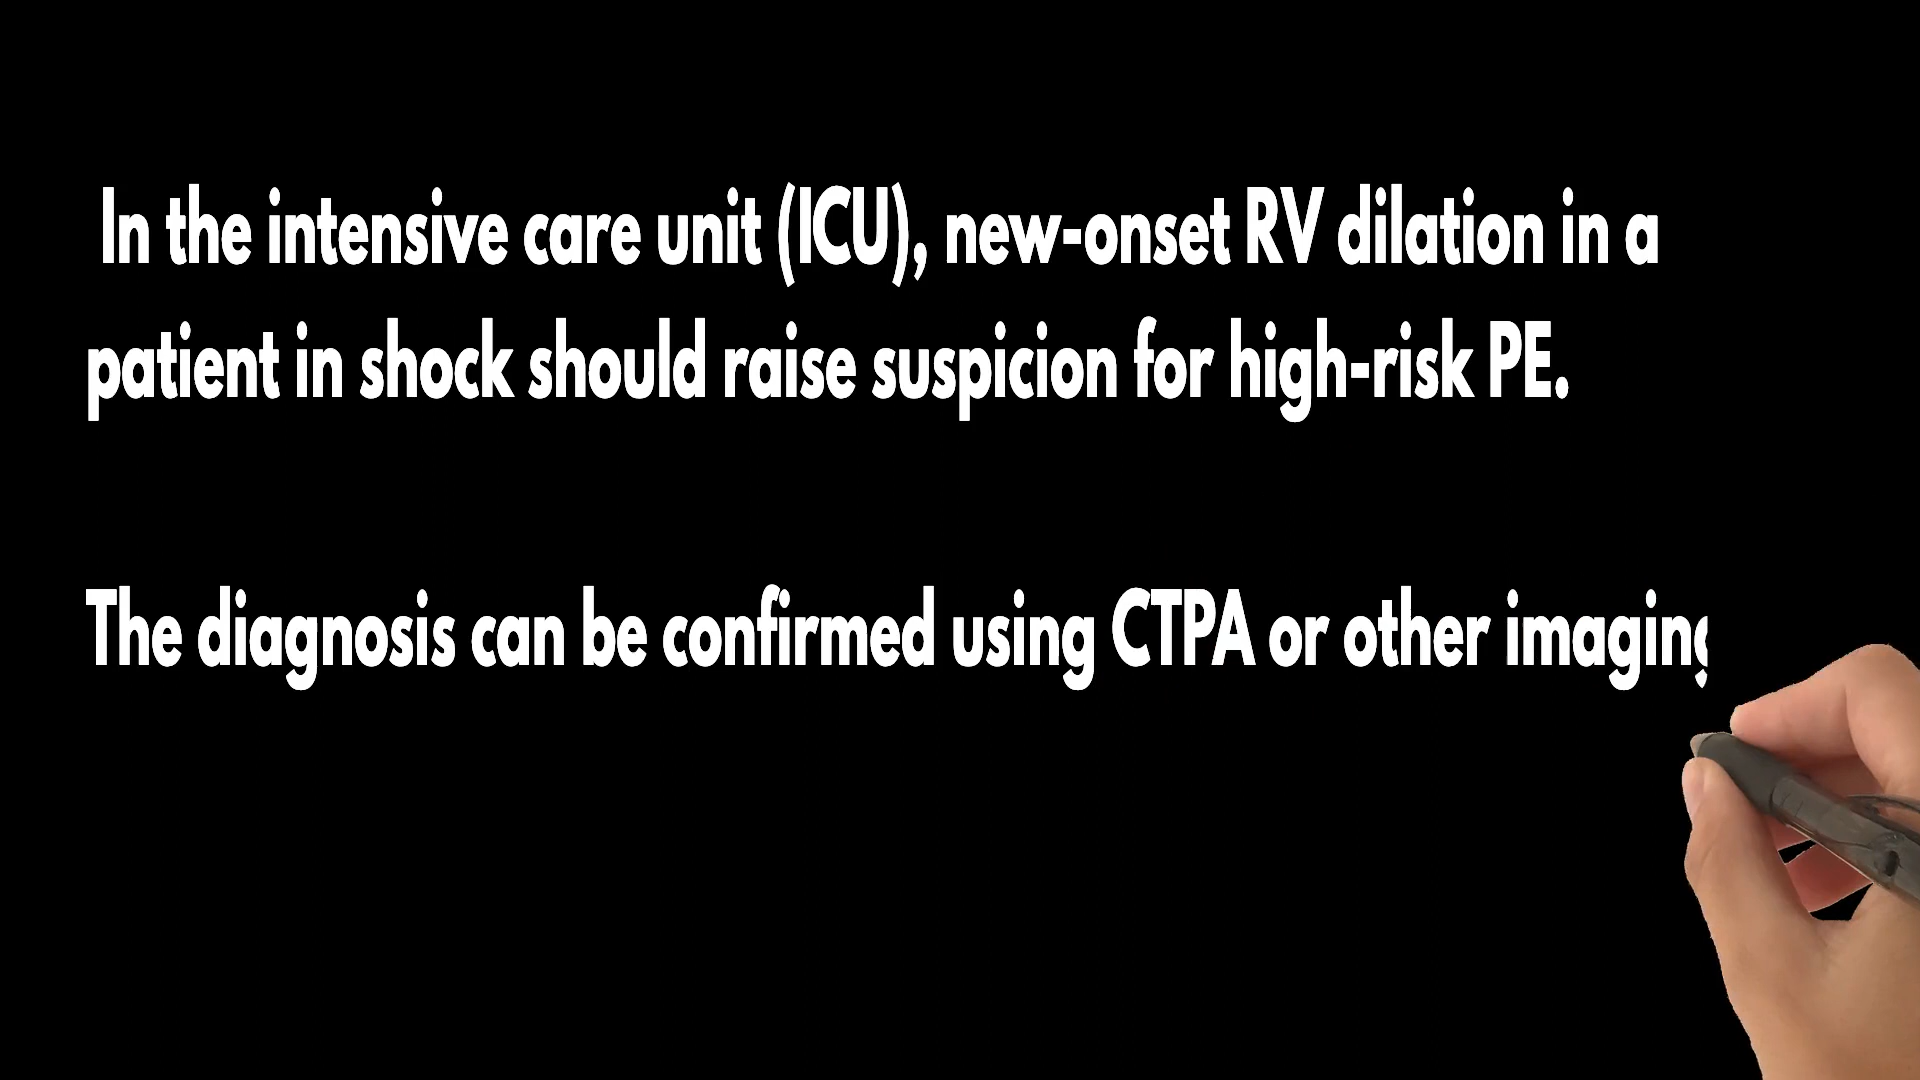 In the intensive care unit (ICU), new-onset RV dilation in a
patient in shock should raise suspicion for high-risk PE.
The diagnosis can be confirmed using CTPA or other imaging